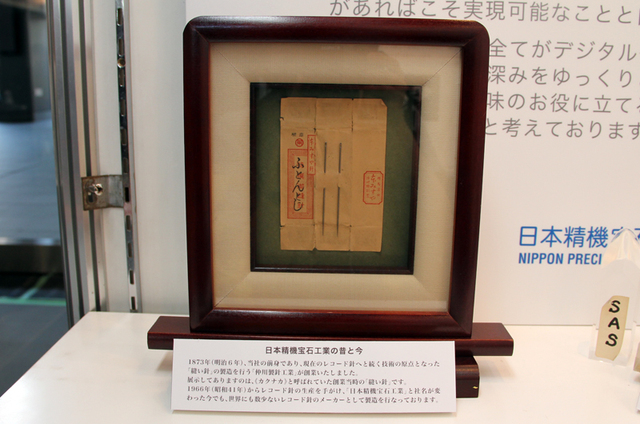 があればこそ実現可能なことと
全てがデジタル
深みをゆっくり
味のお役に立て
と考えております
日本精機宝石
NIPPON PRECI
SAS
日本精機宝石工業の昔と今
1873年(明治6年)、当社の前身であり、現在のレコード針へと続く技術の原点となった
「縫い針」の製造を行う「仲川製針工業」が創業いたしました。
展示してありますのは、(カクナカ)と呼ばれていた創業当時の「縫い針」です。
1966年(昭和41年)からレコード針の生産を手がけ、「日本精機宝石工業」と社名が変
わった今でも、世界にも数少ないレコード針のメーカーとして製造を行なっております。